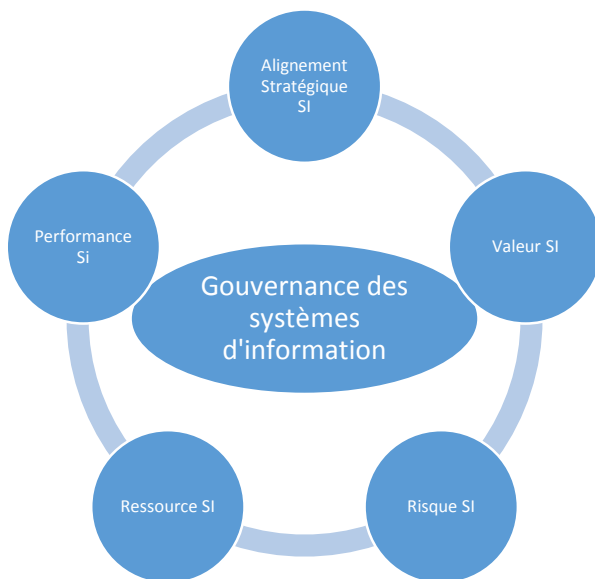 Alignement
Stratégique
SI
Performance
Si
Valeur SI
Gouvernance des
systèmes
d'information
Ressource SI
Risque SI